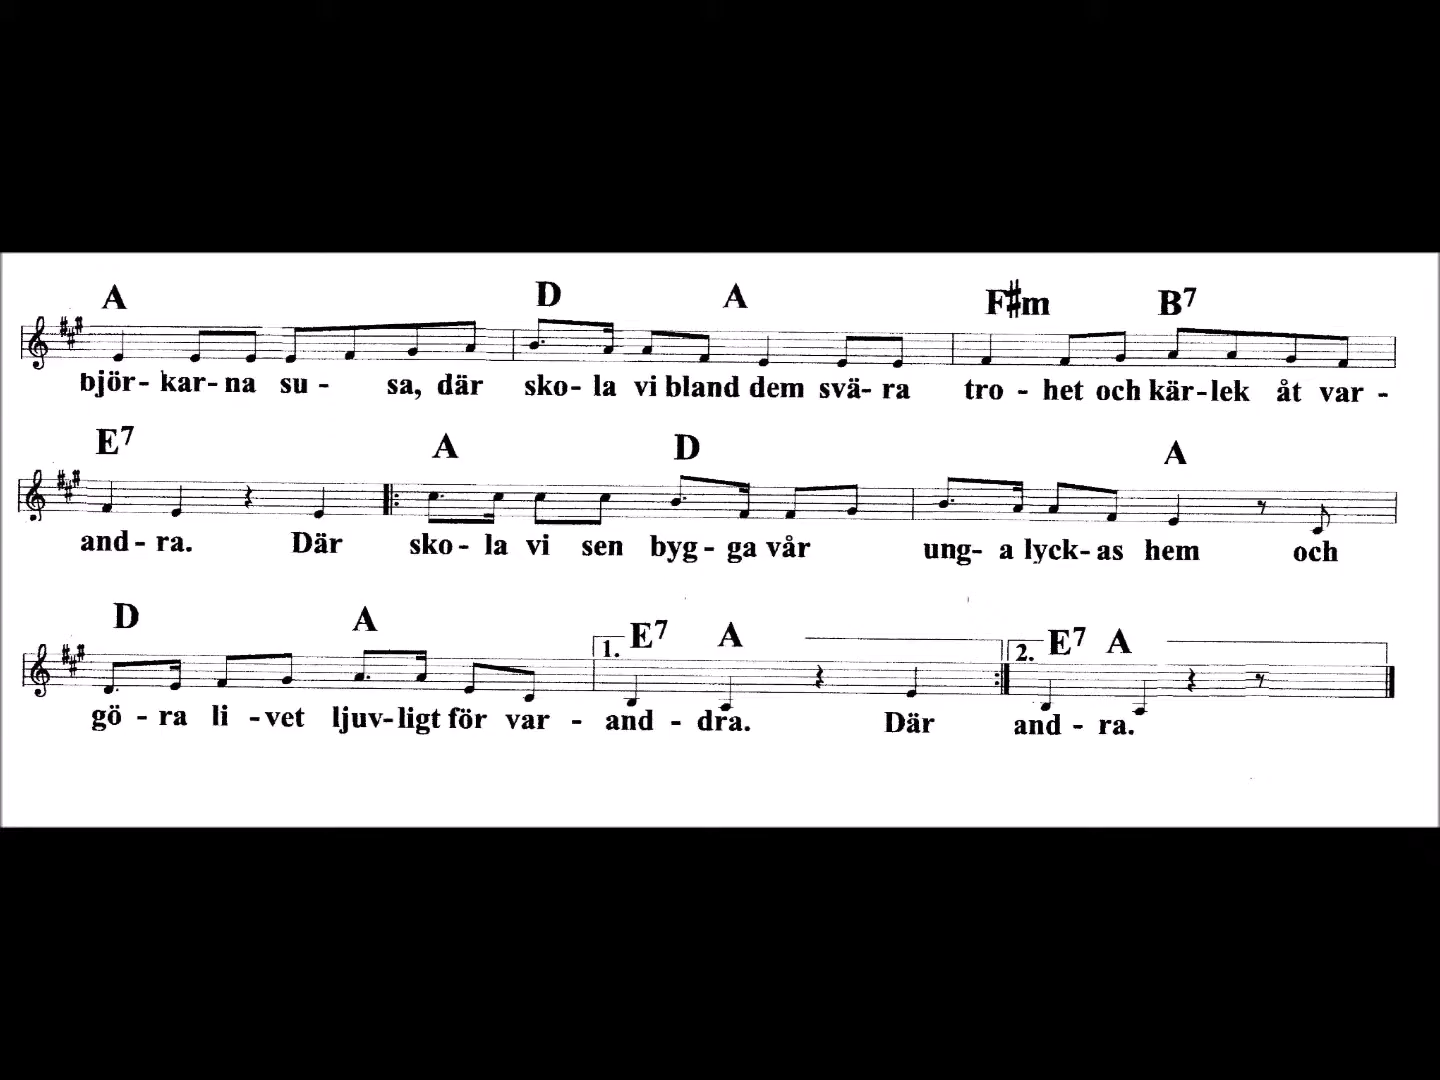 A D A F#m B7
björ-kar-na su - sa, där sko-la vi bland dem svä-ra tro - het och kär-lek åt var -
E7 A D A
and-ra. Där sko-la vi sen byg-ga vår ung-a lyck-as hem och
D A 1. E7 A 2. E7 A
gö-ra li-vet ljuv-ligt för var - and - dra. Där and-ra.